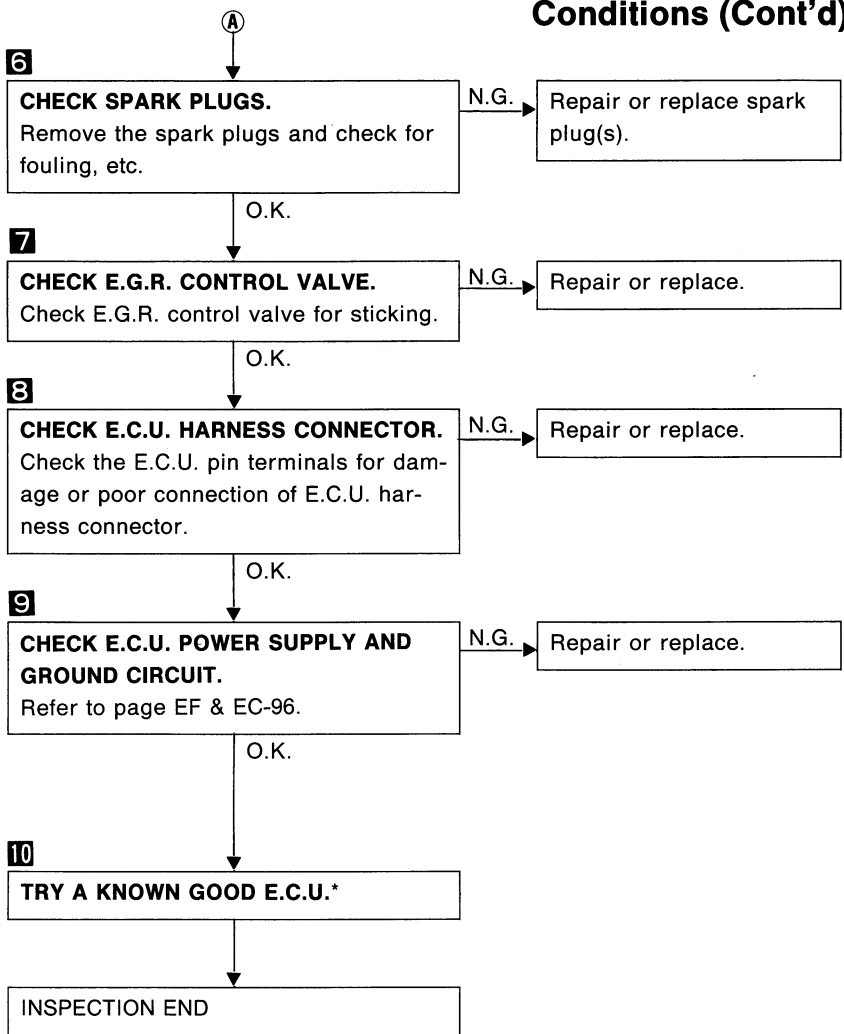 Conditions (Cont'd)
A
6
CHECK SPARK PLUGS.
Remove the spark plugs and check for
fouling, etc.
N.G.
Repair or replace spark
plug(s).
O.K.
7
CHECK E.G.R. CONTROL VALVE.
Check E.G.R. control valve for sticking.
N.G.
Repair or replace.
O.K.
8
CHECK E.C.U. HARNESS CONNECTOR.
Check the E.C.U. pin terminals for dam-
age or poor connection of E.C.U. har-
ness connector.
N.G.
Repair or replace.
O.K.
9
CHECK E.C.U. POWER SUPPLY AND
GROUND CIRCUIT.
Refer to page EF & EC-96.
N.G.
Repair or replace.
O.K.
10
TRY A KNOWN GOOD E.C.U.*
INSPECTION END